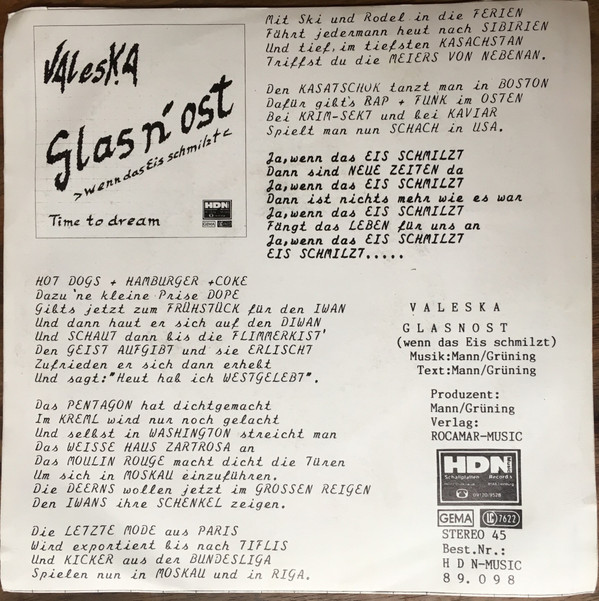 VALesKA
Glas n' ost
>wenn das Eis schmilzt<
Time to dream
HDN
Mit Ski und Rodel in die FERIEN
Fährt jedermann heut nach SIBIRIEN
Und tief, im tiefsten KASACHSTAN
Triffst du die MEIERS VON NEBENAN.
Den KASATSCHOK tanzt man in BOSTON
Dafür gibt's RAP + FUNK im OSTEN
Bei KRIM-SEKT und bei KAVIAR
Spielt man nun SCHACH in USA.
Ja, wenn das EIS SCHMILZT
Dann sind NEUE ZEITEN da
Ja, wenn das EIS SCHMILZT
Dann ist nichts mehr wie es war
Ja, wenn das EIS SCHMILZT
Fängt das LEBEN für uns an
Ja, wenn das EIS SCHMILZT
EIS SCHMILZT.....
HOT DOGS + HAMBURGER +COKE
Dazu 'ne kleine Prise DOPE
Gibts jetzt zum FRÜHSTÜCK für den IWAN
Und dann haut er sich auf den DIWAN
Und SCHAUT dann bis die FLIMMERKIST'
Den GEIST AUFGIBT und sie ERLISCHT
Zufrieden er sich dann erhebt
Und sagt:"Heut hab ich WESTGELEBT".
Das PENTAGON hat dichtgemacht
Im KREML wird nur noch gelacht
Und selbst in WASHINGTON streicht man
Das WEISSE HAUS ZARTROSA an
Das MOULIN ROUGE macht dicht die Türen
Um sich in MOSKAU einzuführen.
Die DEERNS wollen jetzt im GROSSEN REIGEN
Den IWANS ihre SCHENKEL zeigen.
Die LETZTE MODE aus PARIS
Wird exportiert bis nach TIFLIS
Und KICKER aus der BUNDESLIGA
Spielen nun in MOSKAU und in RIGA.
VALESKA
GLASNOST
(wenn das Eis schmilzt)
Musik:Mann/Grüning
Text:Mann/Grüning
Produzent:
Mann/Grüning
Verlag:
ROCAMAR-MUSIC
HDN
Schallplatten Records
GEMA LC 7622
STEREO 45
Best.Nr.:
HDN-MUSIC
89.098